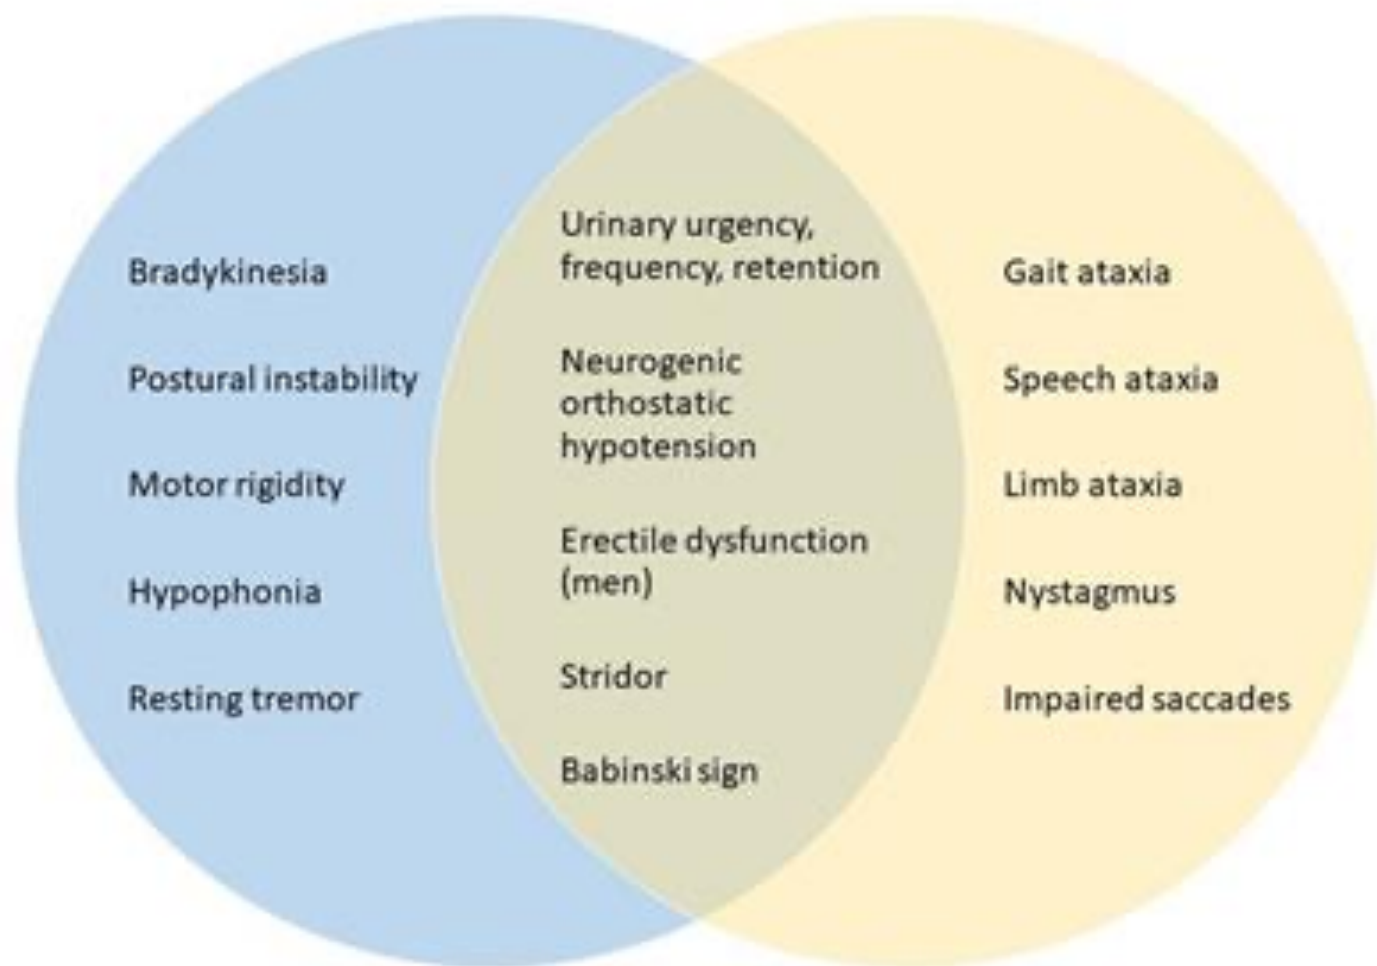 Bradykinesia
Postural instability
Motor rigidity
Hypophonia
Resting tremor
Urinary urgency,
frequency, retention
Neurogenic
orthostatic
hypotension
Erectile dysfunction
(men)
Stridor
Babinski sign
Gait ataxia
Speech ataxia
Limb ataxia
Nystagmus
Impaired saccades